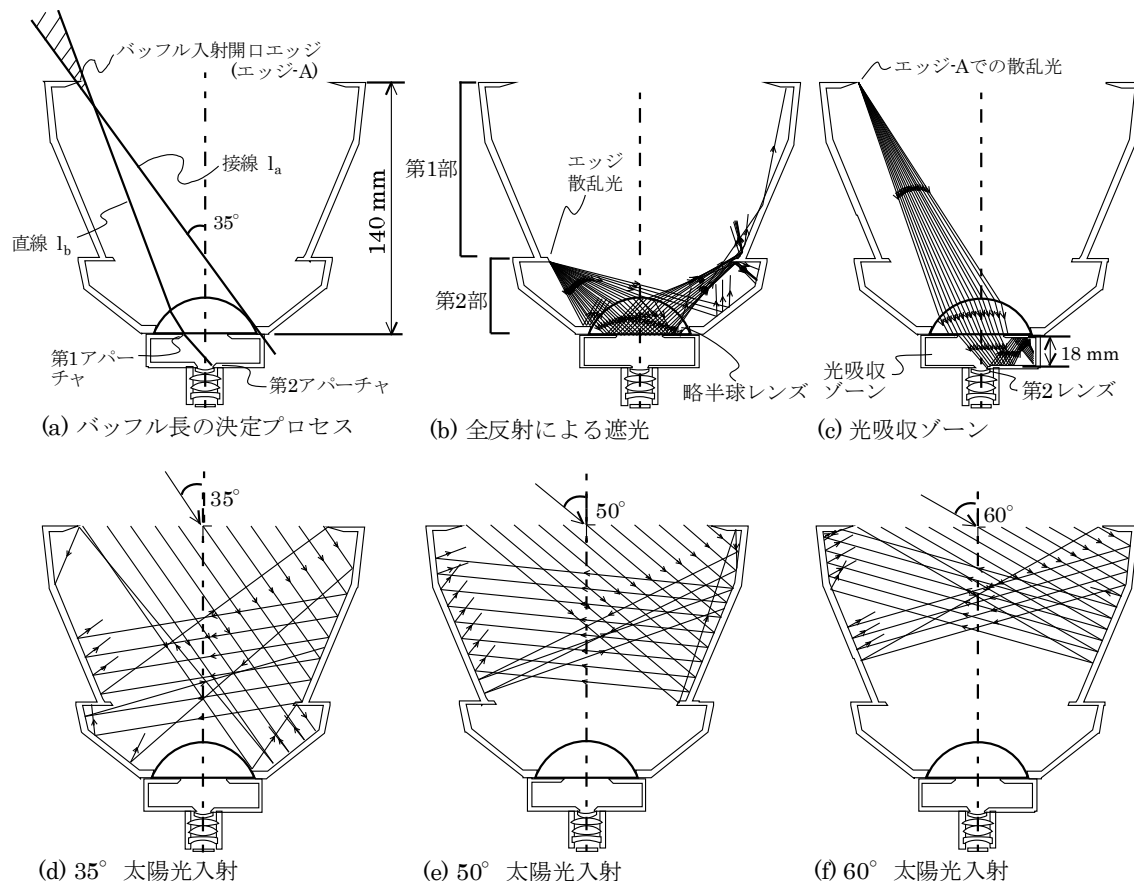 バッフル入射開口エッジ
(エッジ-A)
接線 la
35°
直線 lb
140 mm
第1アパー
チャ
第2アパーチャ
(a) バッフル長の決定プロセス
第1部
エッジ
散乱光
第2部
略半球レンズ
(b) 全反射による遮光
エッジ-Aでの散乱光
18 mm
光吸収
ゾーン
第2レンズ
(c) 光吸収ゾーン
35°
(d) 35° 太陽光入射
50°
(e) 50° 太陽光入射
60°
(f) 60° 太陽光入射